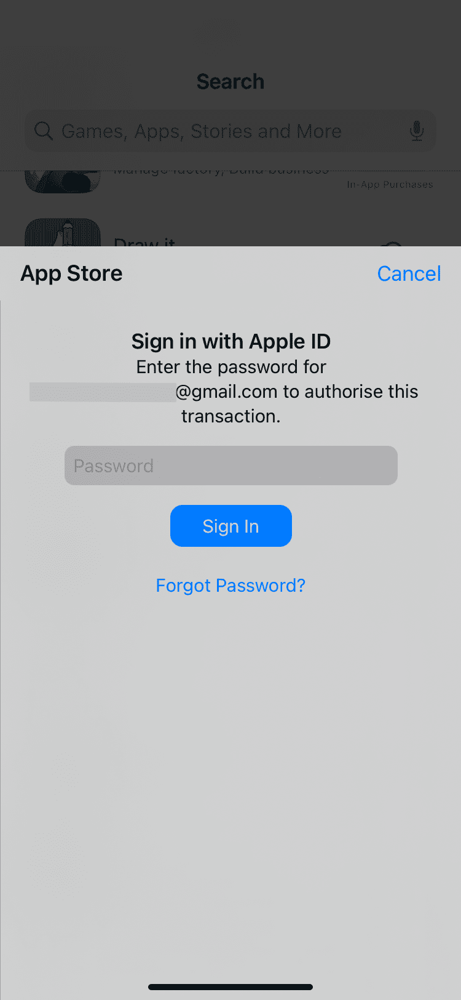 Search
Games, Apps, Stories and More
Manage factory, Build business
In-App Purchases
Draw it
App Store
Cancel
Sign in with Apple ID
Enter the password for
@gmail.com to authorise this
transaction.
Password
Sign In
Forgot Password?